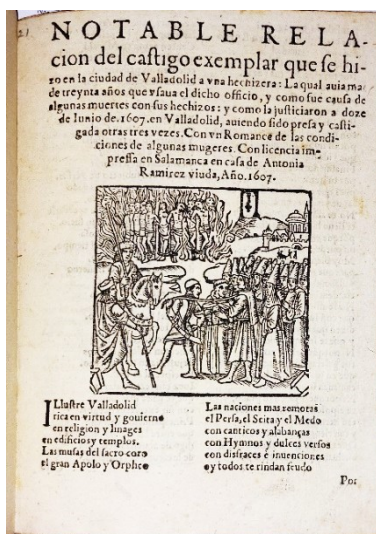 21
NOTABLE RELA-
cion del castigo exemplar que se hi-
zo en la ciudad de Valladolid a vna hechizera: La qual auia mas
de treynta años que vsaua el dicho officio, y como fue causa de
algunas muertes con sus hechizos: y como la justiciaron a doze
de Iunio de.1607.en Valladolid, auiendo sido presa y casti-
gada otras tres vezes. Con vn Romance de las condi-
ciones de algunas mugeres. Con licencia im-
pressa en Salamanca en casa de Antonia
Ramirez viuda, Año.1607.
ILlustre Valladolid
rica en virtud y gouierno
en religion y Images
en edificios y templos.
Las musas del sacro coro
el gran Apolo y Orpheo
Las naciones mas remotas
el Persa, el Scita y el Medo
con canticos y alabanças
con Hymnos y dulces versos
con disfraces e inuenciones
oy todos te rindan feudo
Por